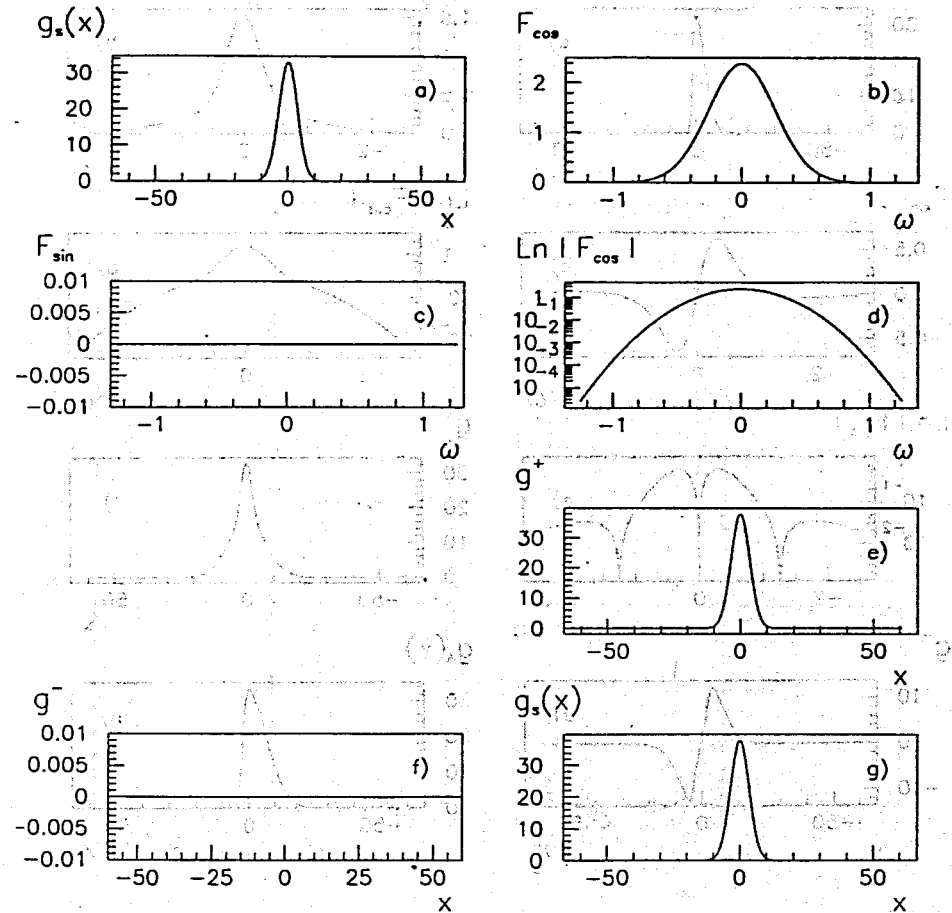 g_s(x)
30
20
10
0
a)
-50 0 50
x
F_cos
2
1
0
b)
-1 0 1
ω
F_sin
0.01
0.005
0
-0.005
-0.01
c)
-1 0 1
ω
Ln | F_cos |
1
10^-1
10^-2
10^-3
10^-4
d)
-1 0 1
ω
g^+
30
20
10
0
e)
-50 0 50
x
g^-
0.01
0.005
0
-0.005
-0.01
f)
-50 -25 0 25 50
x
g_s(x)
30
20
10
0
g)
-50 0 50
x